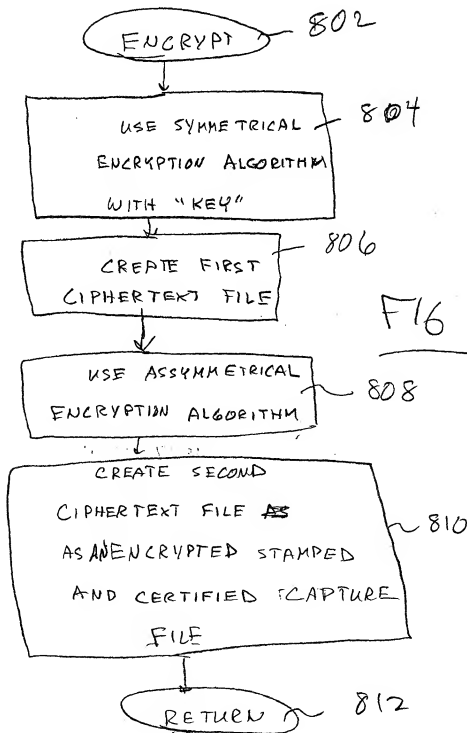 ENCRYPT
802
USE SYMMETRICAL
804
ENCRYPTION ALGORITHM
WITH "KEY"
806
CREATE FIRST
CIPHERTEXT FILE
FIG
USE ASSYMMETRICAL
808
ENCRYPTION ALGORITHM
CREATE SECOND
CIPHERTEXT FILE AS
810
AS AN ENCRYPTED STAMPED
AND CERTIFIED :CAPTURE
FILE
RETURN
812